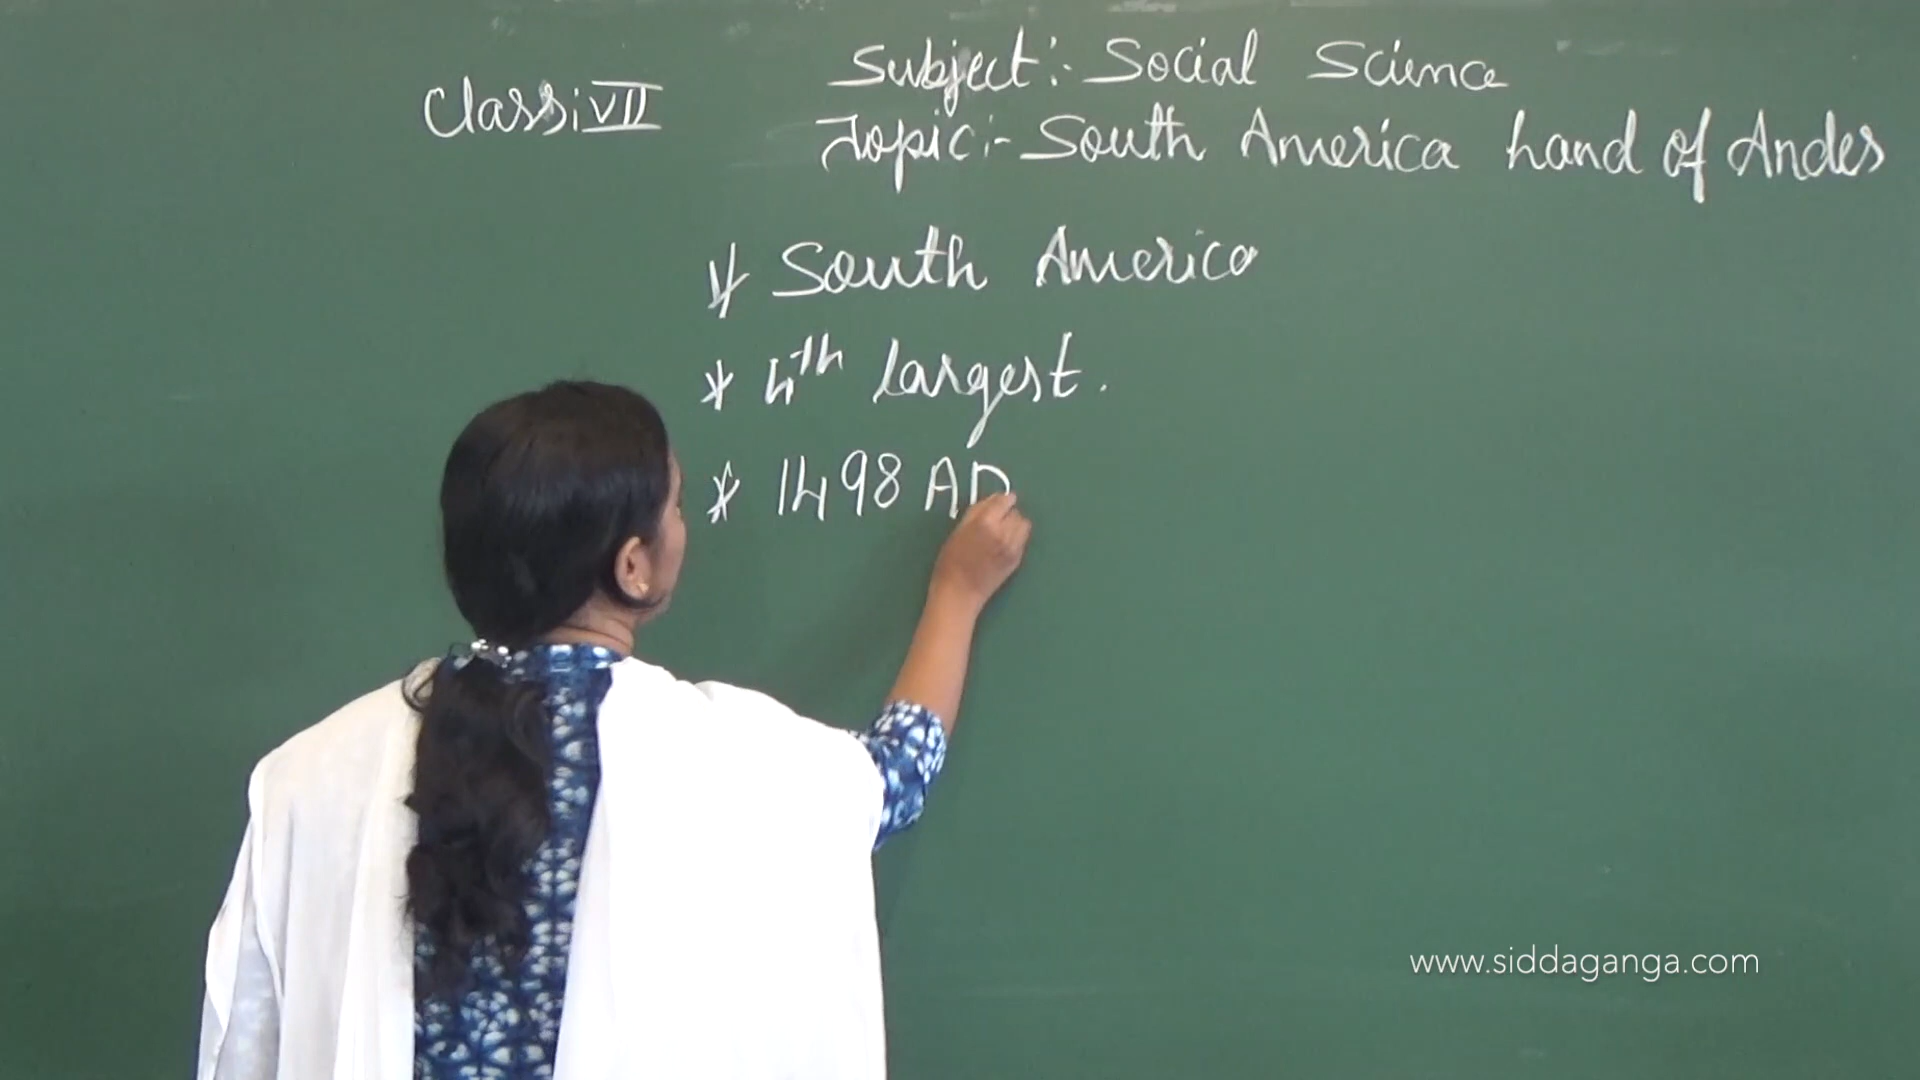 Class: VII
Subject:- Social Science
Topic:- South America Land of Andes
* South America
* 4th largest.
* 1498 AD
www.siddaganga.com